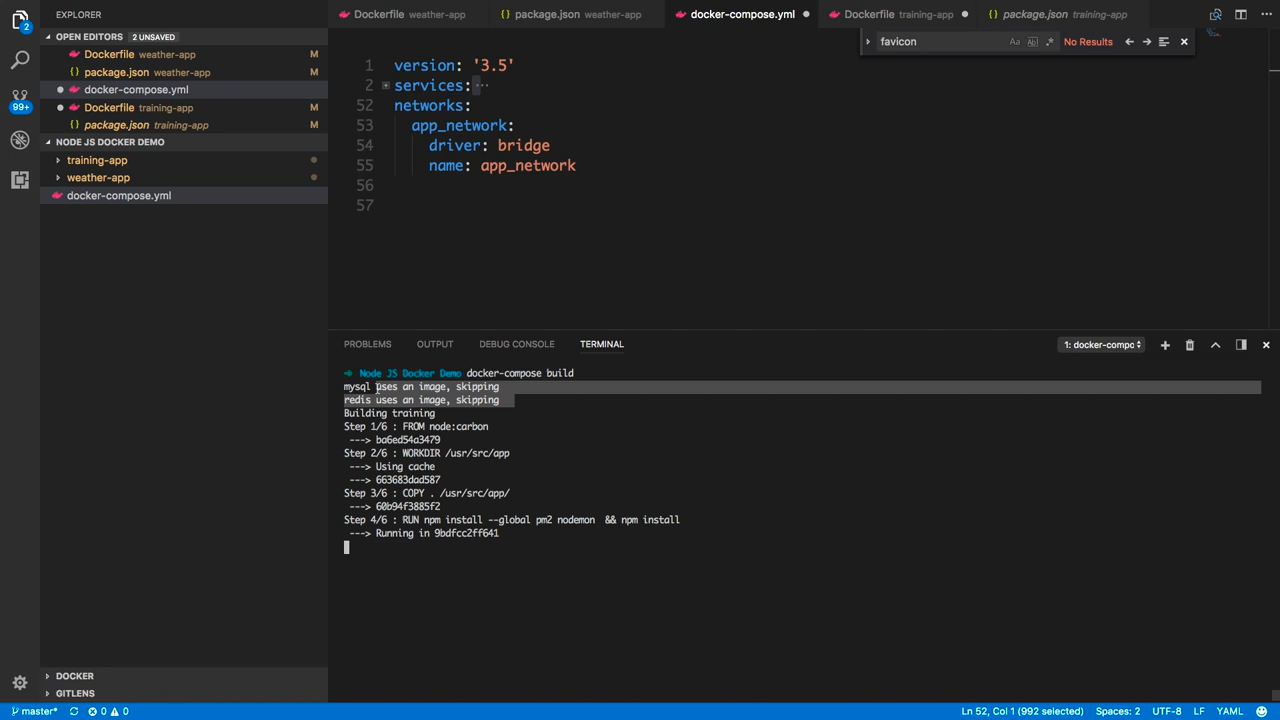 EXPLORER
OPEN EDITORS 2 UNSAVED
Dockerfile weather-app M
package.json weather-app M
docker-compose.yml
Dockerfile training-app M
package.json training-app M
NODE JS DOCKER DEMO
training-app
weather-app
docker-compose.yml
DOCKER
GITLENS
2
99+
Dockerfile weather-app
{} package.json weather-app
docker-compose.yml
Dockerfile training-app
{} package.json training-app
favicon Aa Ab| .* No Results
1 version: '3.5'
2 services: ...
52 networks:
53 app_network:
54 driver: bridge
55 name: app_network
56
57
PROBLEMS OUTPUT DEBUG CONSOLE TERMINAL 1: docker-compo
Node JS Docker Demo docker-compose build
mysql uses an image, skipping
redis uses an image, skipping
Building training
Step 1/6 : FROM node:carbon
---> ba6ed54a3479
Step 2/6 : WORKDIR /usr/src/app
---> Using cache
---> 663683dad587
Step 3/6 : COPY . /usr/src/app/
---> 60b94f3885f2
Step 4/6 : RUN npm install --global pm2 nodemon && npm install
---> Running in 9bdfcc2ff641
master* 0 0 Ln 52, Col 1 (992 selected) Spaces: 2 UTF-8 LF YAML